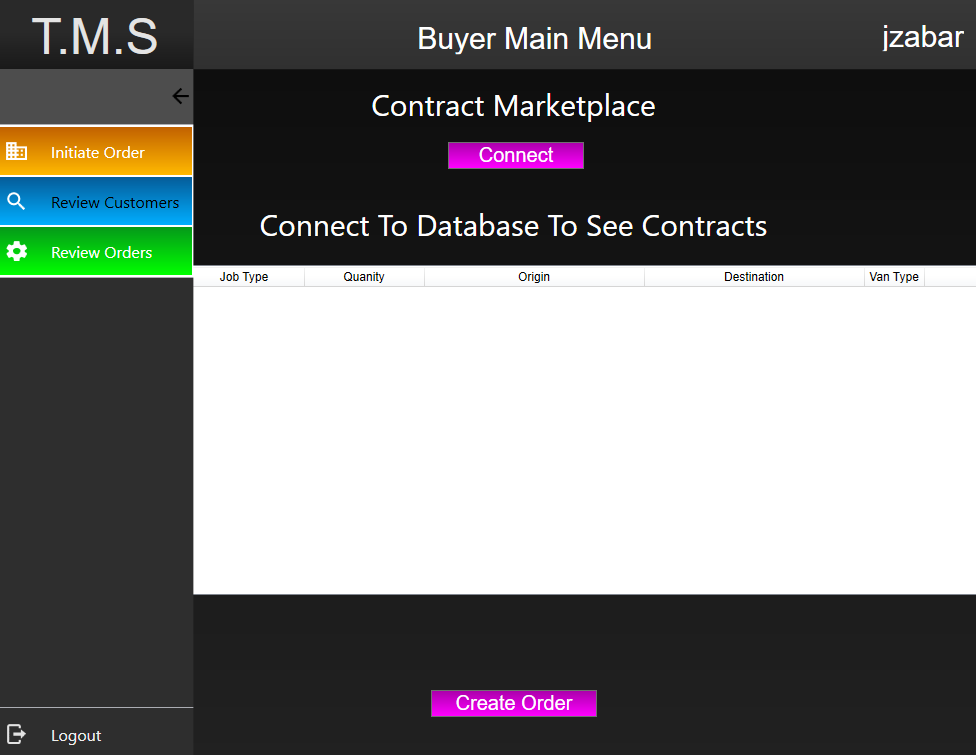 T.M.S
Buyer Main Menu
jzabar
Contract Marketplace
Connect
Initiate Order
Review Customers
Review Orders
Connect To Database To See Contracts
Job Type Quanity Origin Destination Van Type
Create Order
Logout